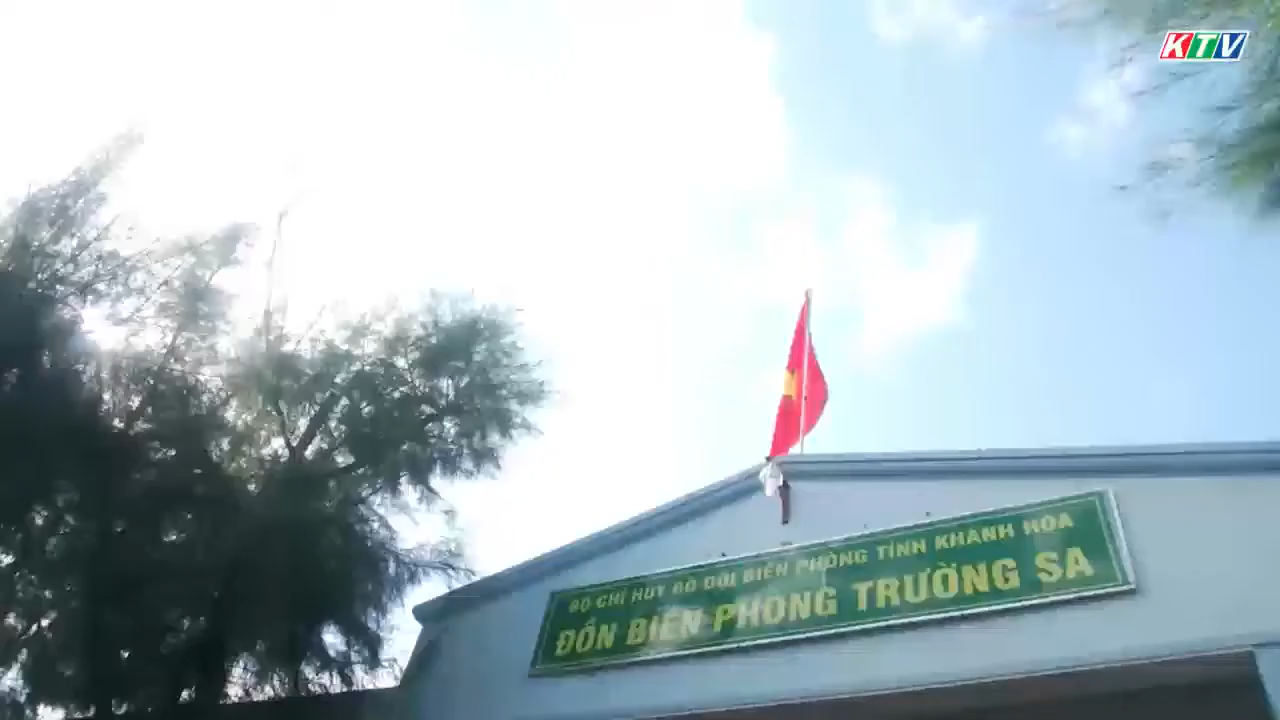 KTV
BỘ CHỈ HUY BỘ ĐỘI BIÊN PHÒNG TỈNH KHÁNH HÒA
ĐỒN BIÊN PHÒNG TRƯỜNG SA